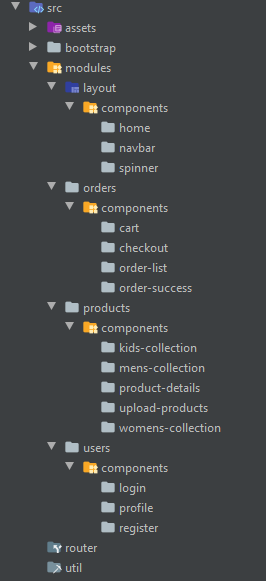 src
assets
bootstrap
modules
layout
components
home
navbar
spinner
orders
components
cart
checkout
order-list
order-success
products
components
kids-collection
mens-collection
product-details
upload-products
womens-collection
users
components
login
profile
register
router
util